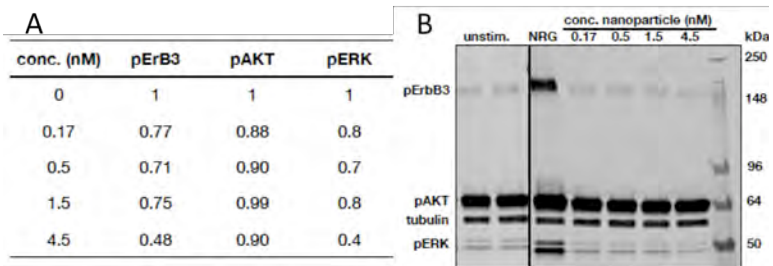 A
conc. (nM) pErB3 pAKT pERK
0 1 1 1
0.17 0.77 0.88 0.8
0.5 0.71 0.90 0.7
1.5 0.75 0.99 0.8
4.5 0.48 0.90 0.4
B
conc. nanoparticle (nM)
unstim. NRG 0.17 0.5 1.5 4.5 kDa
250
pErbB3
148
96
pAKT 64
tubulin
pERK 50